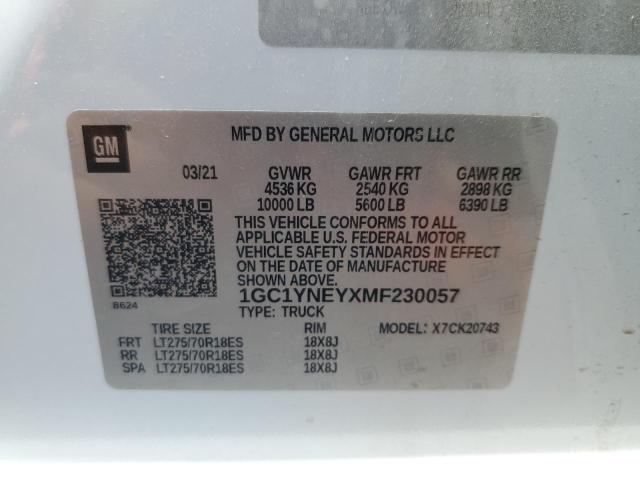 GM
MFD BY GENERAL MOTORS LLC
03/21 GVWR GAWR FRT GAWR RR
4536 KG 2540 KG 2898 KG
10000 LB 5600 LB 6390 LB
THIS VEHICLE CONFORMS TO ALL
APPLICABLE U.S. FEDERAL MOTOR
VEHICLE SAFETY STANDARDS IN EFFECT
ON THE DATE OF MANUFACTURE
SHOWN ABOVE.
1GC1YNEYXMF230057
8624
TYPE: TRUCK MODEL: X7CK20743
TIRE SIZE RIM
FRT LT275/70R18ES 18X8J
RR LT275/70R18ES 18X8J
SPA LT275/70R18ES 18X8J